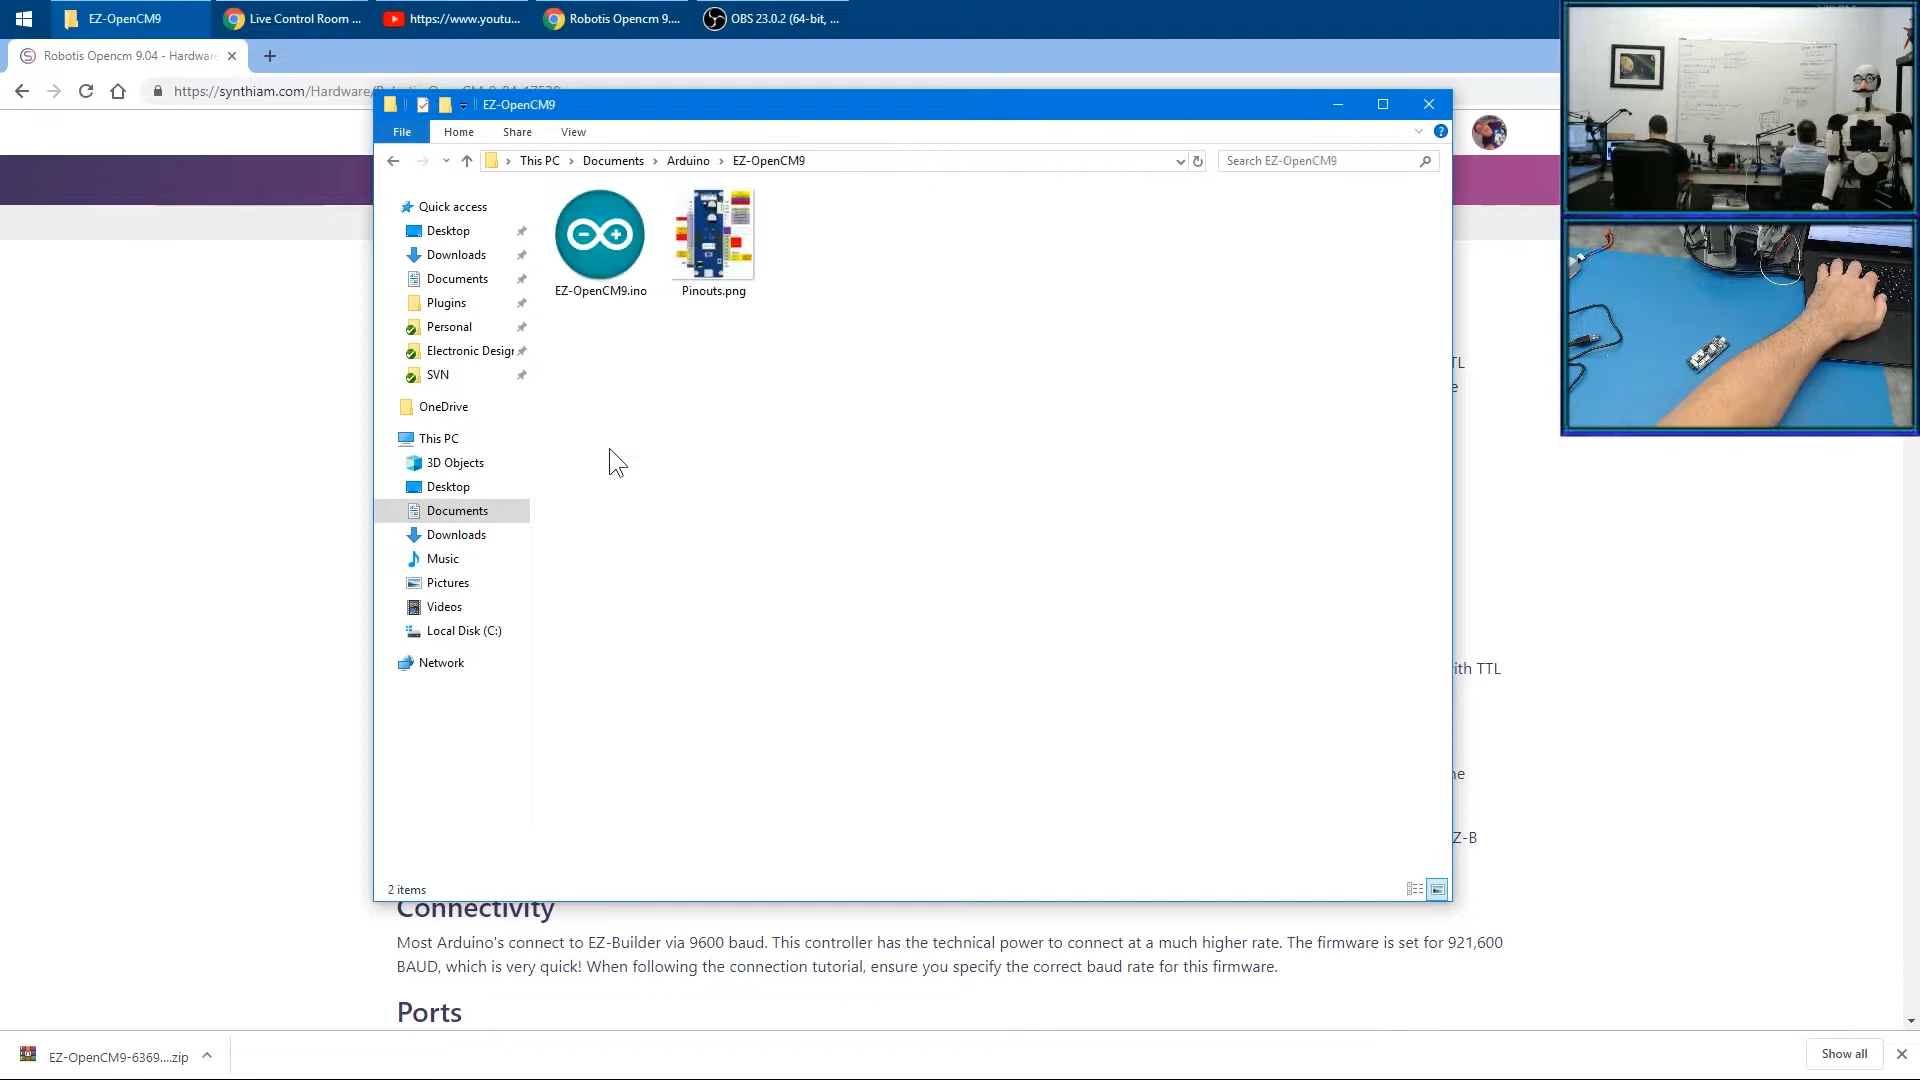 EZ-OpenCM9
Live Control Room ...
https://www.youtu...
Robotis Opencm 9....
OBS 23.0.2 (64-bit, ...
Robotis Opencm 9.04 - Hardware
https://synthiam.com/Hardware/
EZ-OpenCM9
File
Home
Share
View
This PC
Documents
Arduino
EZ-OpenCM9
Search EZ-OpenCM9
Quick access
Desktop
Downloads
Documents
Plugins
Personal
Electronic Desigr
SVN
OneDrive
This PC
3D Objects
Desktop
Documents
Downloads
Music
Pictures
Videos
Local Disk (C:)
Network
EZ-OpenCM9.ino
Pinouts.png
2 items
TL
e
ith TTL
ne
Z-B
Connectivity
Most Arduino's connect to EZ-Builder via 9600 baud. This controller has the technical power to connect at a much higher rate. The firmware is set for 921,600
BAUD, which is very quick! When following the connection tutorial, ensure you specify the correct baud rate for this firmware.
Ports
EZ-OpenCM9-6369....zip
Show all